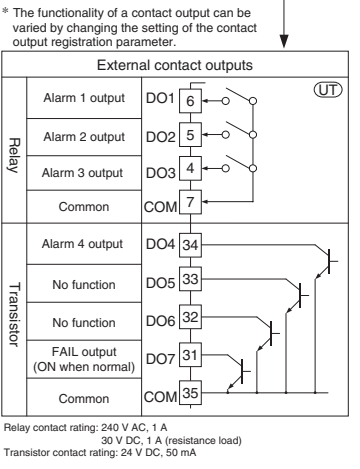 * The functionality of a contact output can be
varied by changing the setting of the contact
output registration parameter.
External contact outputs
UT
Relay
Alarm 1 output DO1 6
Alarm 2 output DO2 5
Alarm 3 output DO3 4
Common COM 7
Transistor
Alarm 4 output DO4 34
No function DO5 33
No function DO6 32
FAIL output
(ON when normal) DO7 31
Common COM 35
Relay contact rating: 240 V AC, 1 A
30 V DC, 1 A (resistance load)
Transistor contact rating: 24 V DC, 50 mA